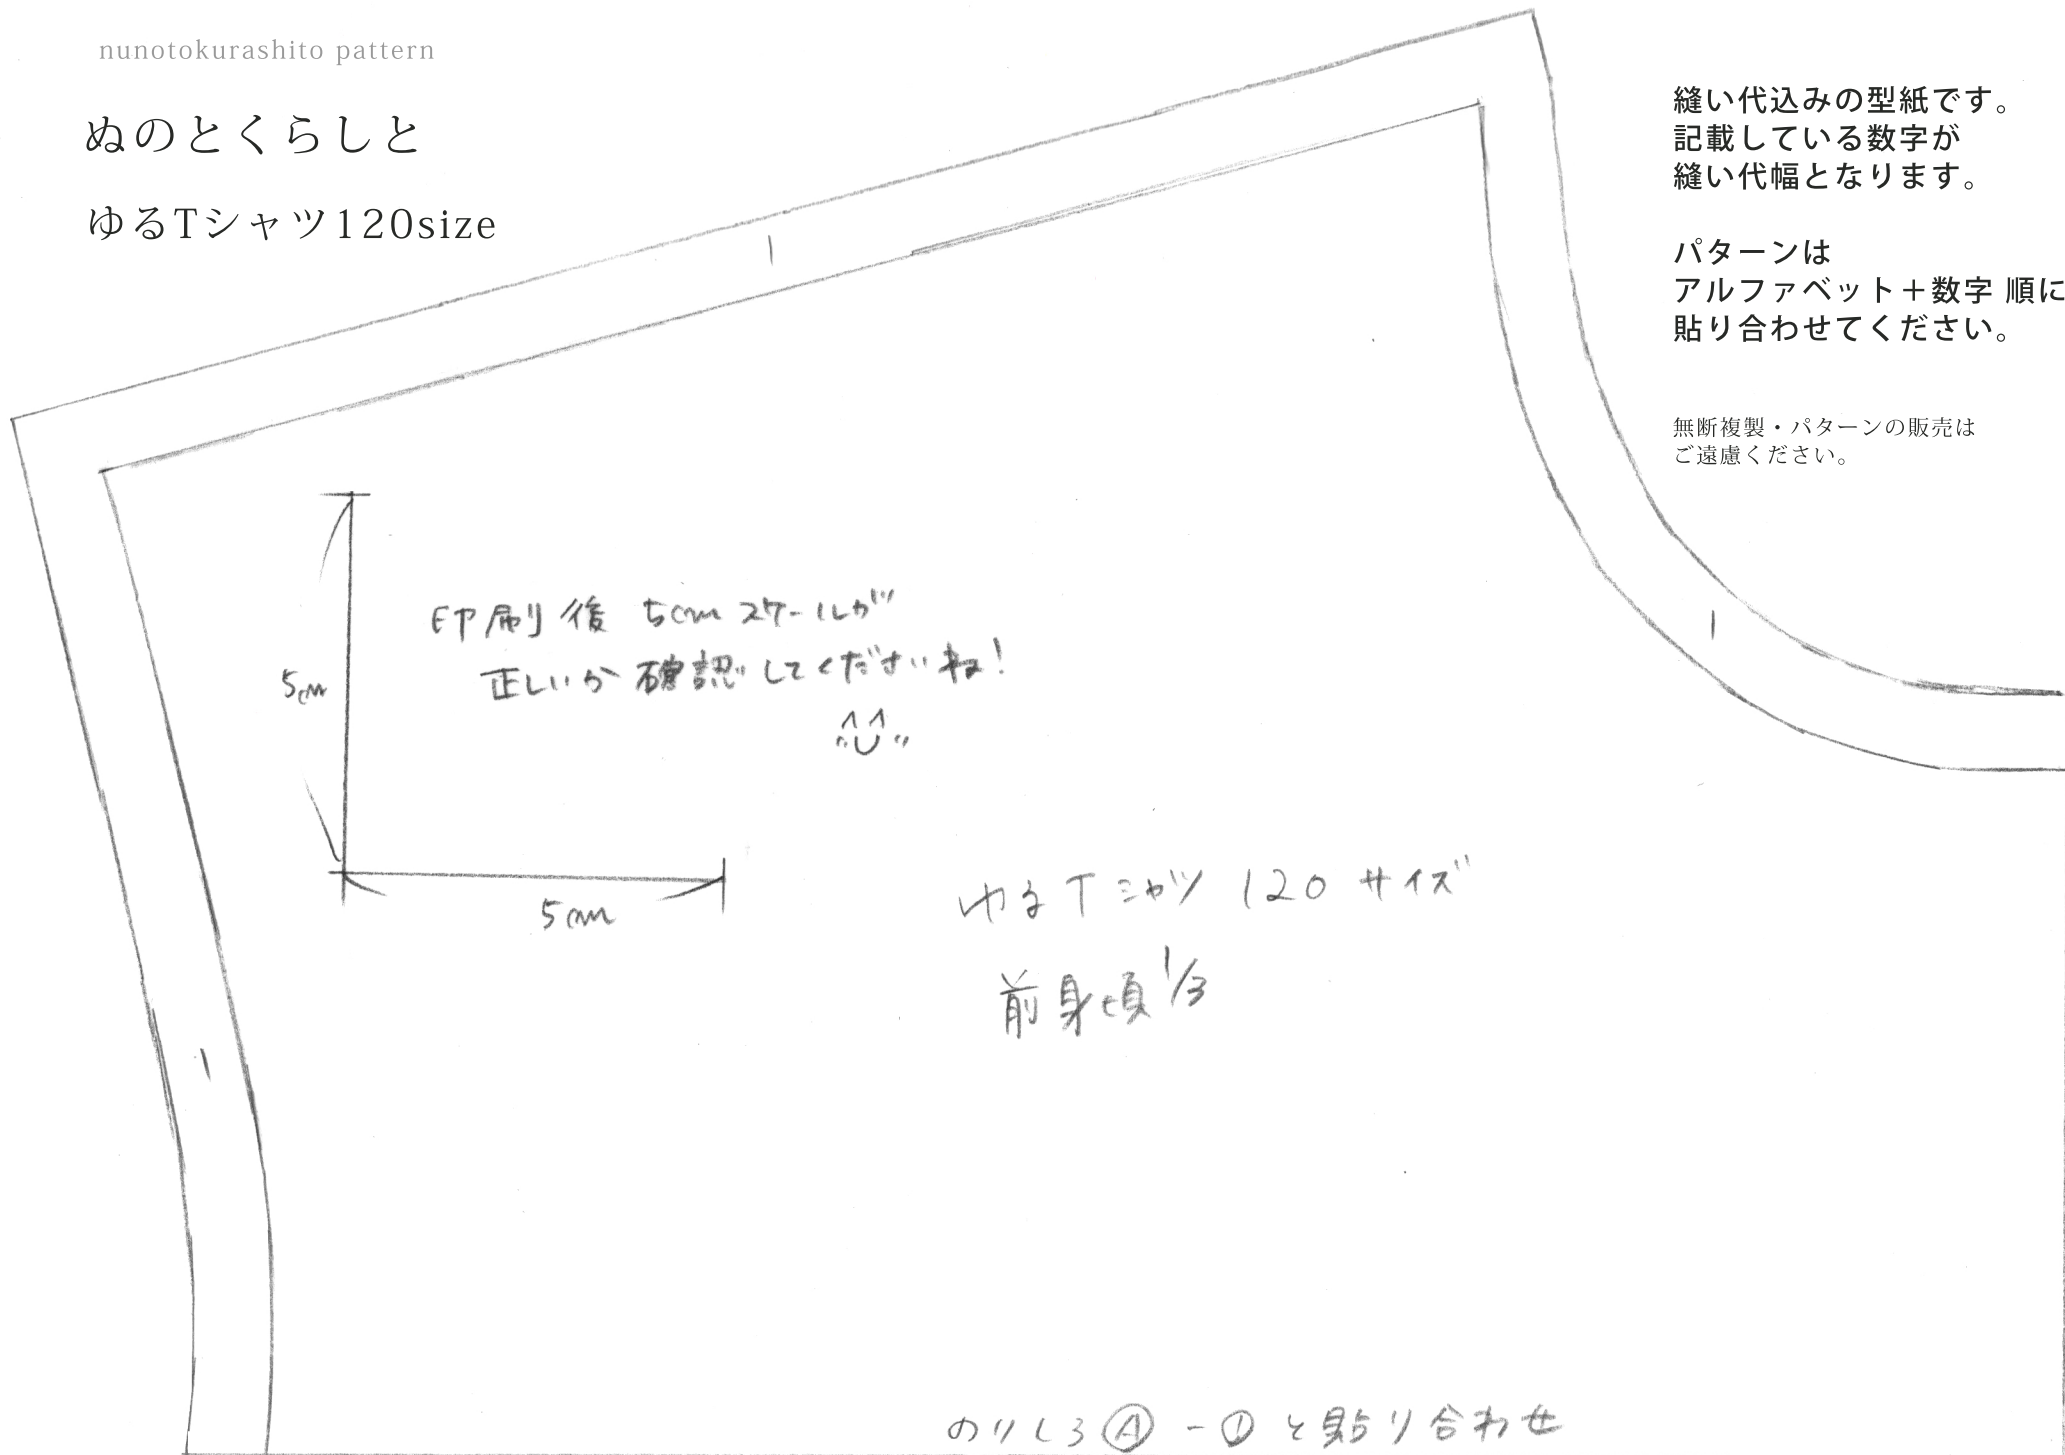 nunotokurashito pattern
ぬのとくらしと
ゆるTシャツ120size
縫い代込みの型紙です。
記載している数字が
縫い代幅となります。
パターンは
アルファベット＋数字 順に
貼り合わせてください。
無断複製・パターンの販売は
ご遠慮ください。
1
印刷後 5cmスケールが
正しいか確認してくださいね!
5cm
5cm
1
ゆるTシャツ 120 サイズ
前身頃 1/3
1
のりしろ Ⓐ-① と貼り合わせ